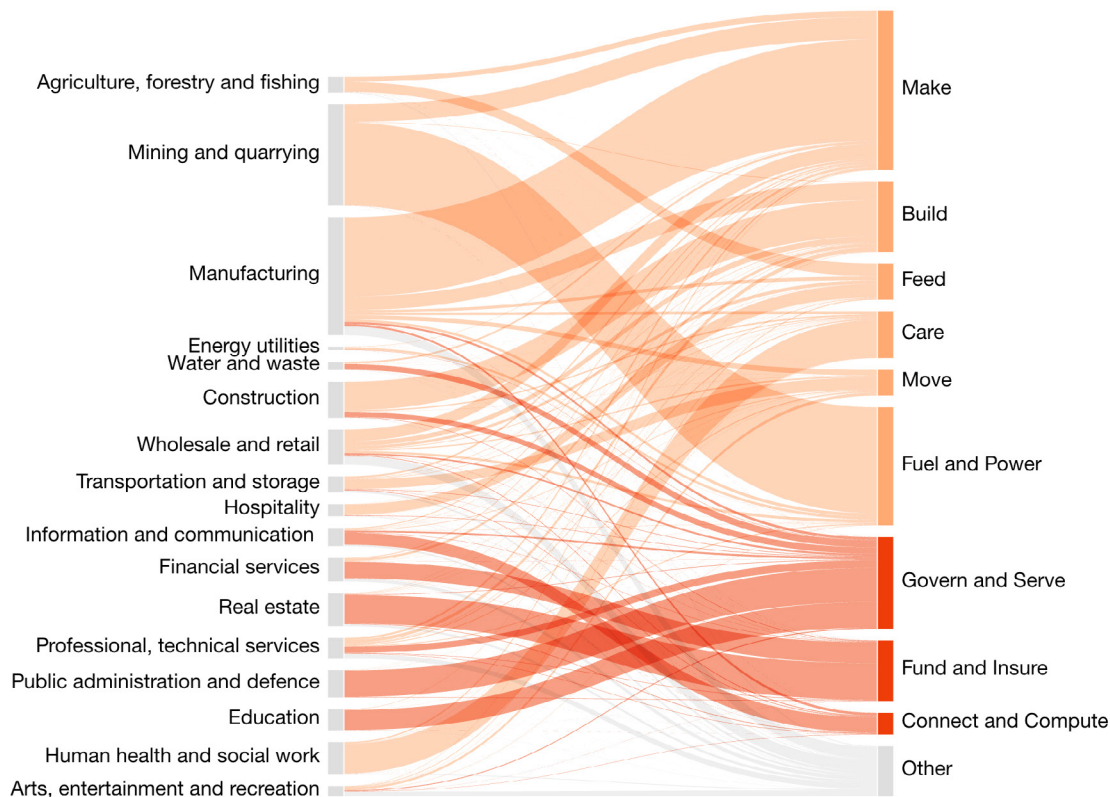 Agriculture, forestry and fishing
Mining and quarrying
Manufacturing
Energy utilities
Water and waste
Construction
Wholesale and retail
Transportation and storage
Hospitality
Information and communication
Financial services
Real estate
Professional, technical services
Public administration and defence
Education
Human health and social work
Arts, entertainment and recreation
Make
Build
Feed
Care
Move
Fuel and Power
Govern and Serve
Fund and Insure
Connect and Compute
Other